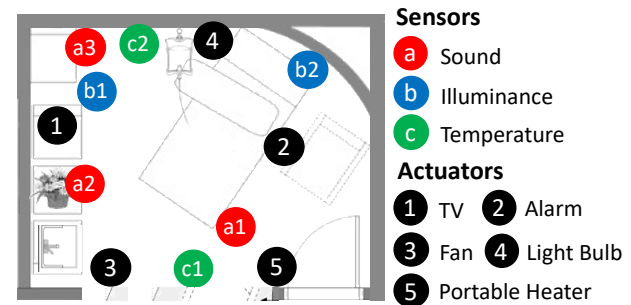 Sensors
a Sound
b Illuminance
c Temperature
Actuators
1 TV 2 Alarm
3 Fan 4 Light Bulb
5 Portable Heater
a3 c2 4
b2
b1
1
2
a2
a1
3 c1 5